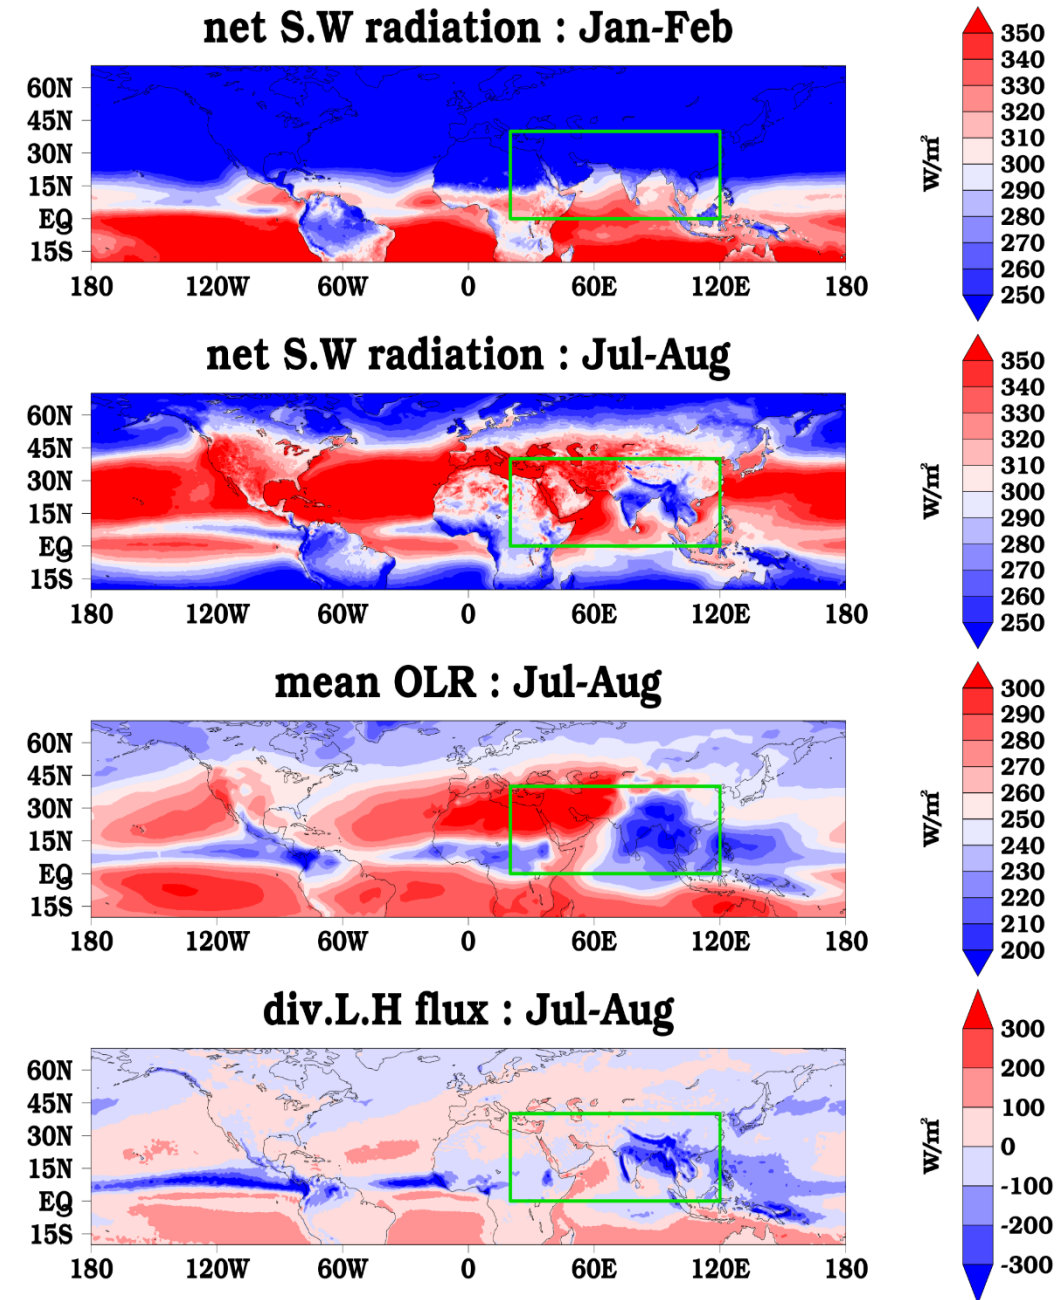 net S.W radiation : Jan-Feb
60N
45N
30N
15N
EQ
15S
180 120W 60W 0 60E 120E 180
350
340
330
320
310
300
290
280
270
260
250
W/m²
net S.W radiation : Jul-Aug
60N
45N
30N
15N
EQ
15S
180 120W 60W 0 60E 120E 180
350
340
330
320
310
300
290
280
270
260
250
W/m²
mean OLR : Jul-Aug
60N
45N
30N
15N
EQ
15S
180 120W 60W 0 60E 120E 180
300
290
280
270
260
250
240
230
220
210
200
W/m²
div.L.H flux : Jul-Aug
60N
45N
30N
15N
EQ
15S
180 120W 60W 0 60E 120E 180
300
200
100
0
-100
-200
-300
W/m²